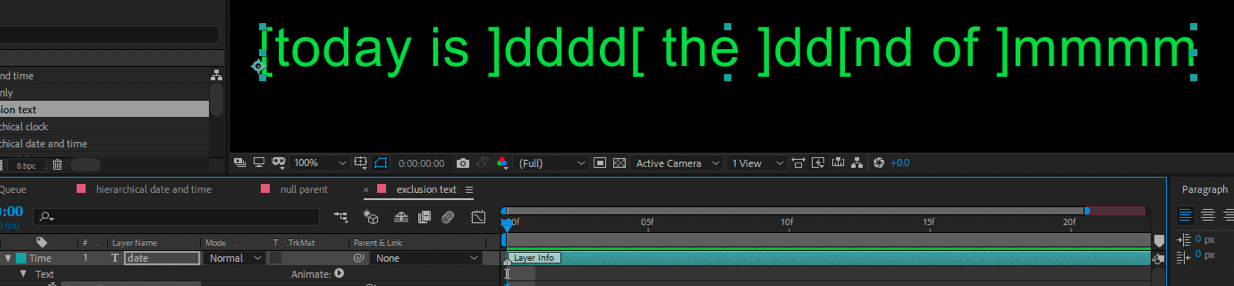 [today is ]dddd[ the ]dd[nd of ]mmmm
nd time
nly
sion text
chical clock
chical date and time
8 bpc
100%
0:00:00:00
(Full)
Active Camera
1 View
+0.0
Queue
hierarchical date and time
null parent
× exclusion text
Paragraph
0:00
fps)
05f
10f
15f
20f
0 px
# . Layer Name
Mode
T .TrkMat
Parent & Link
Time 1 T date
Normal
None
Layer Info
0 px
Text
Animate: